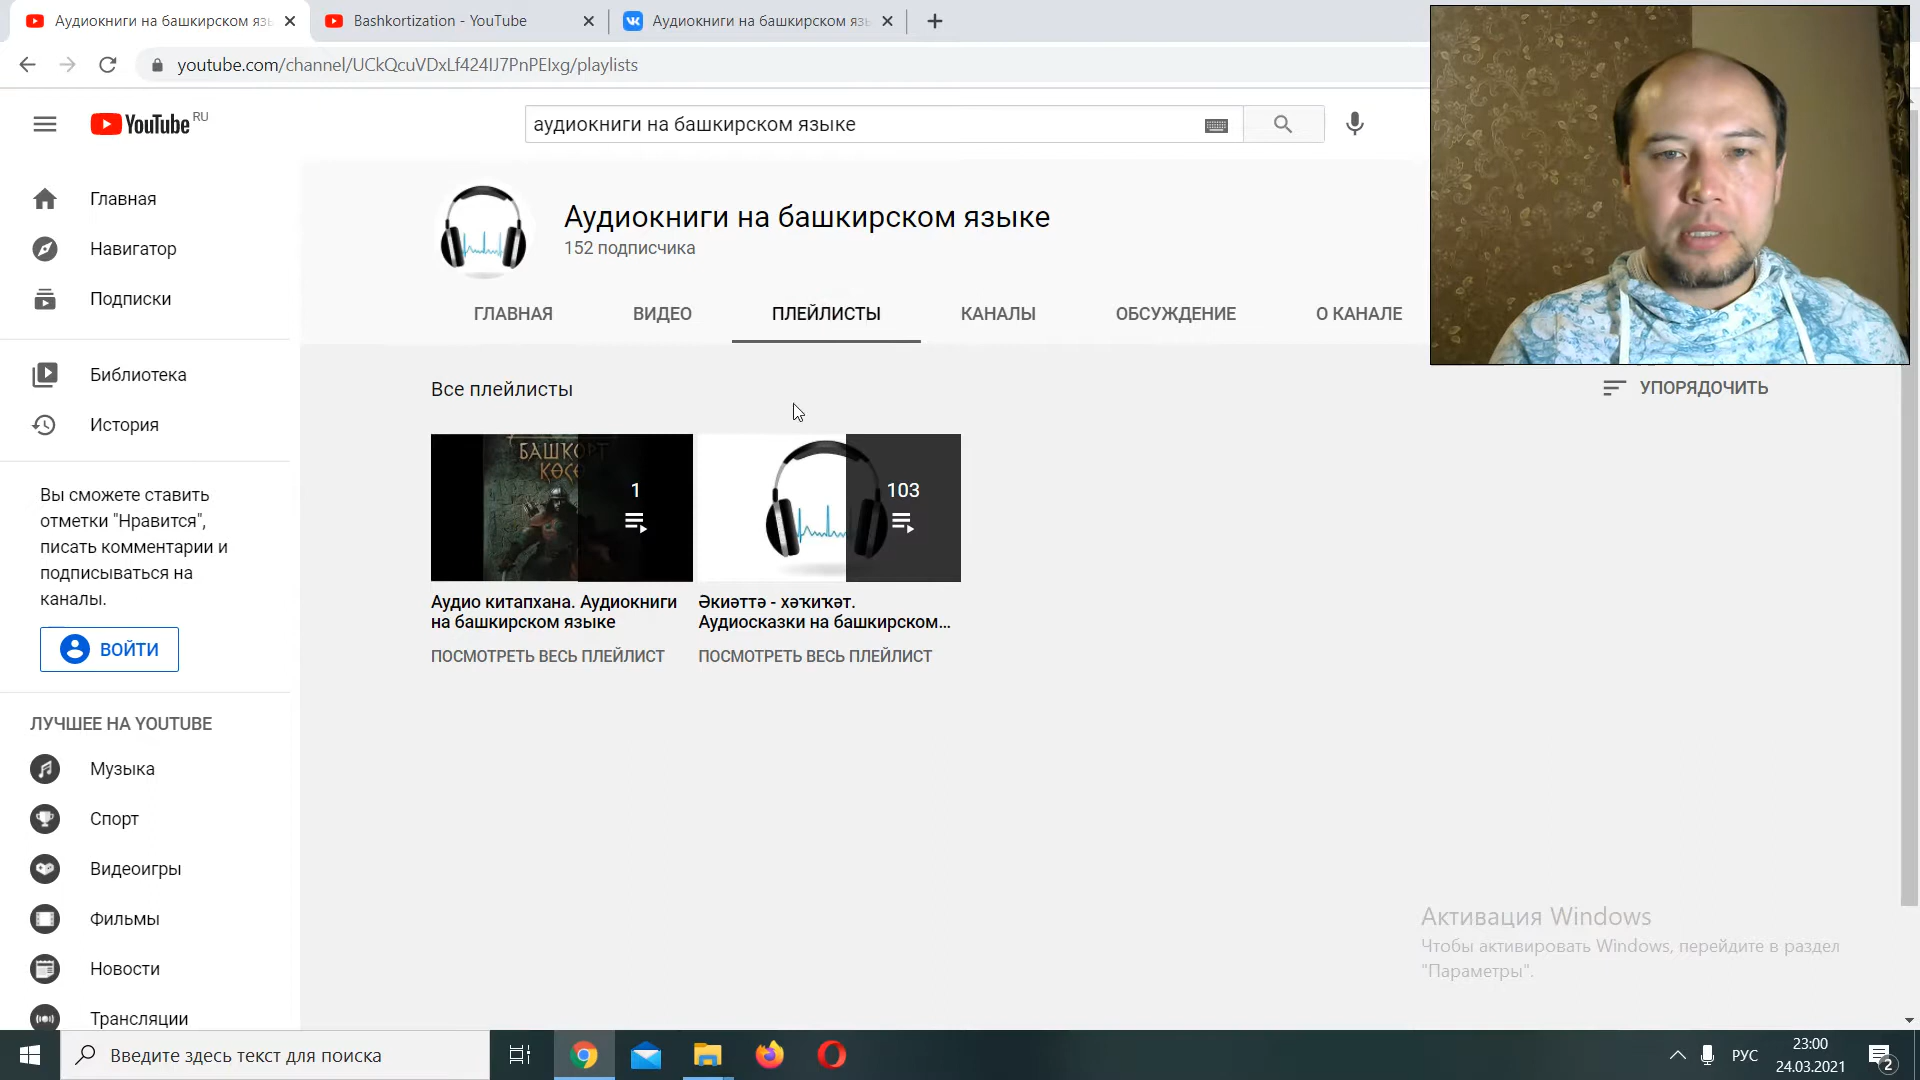 Аудиокниги на башкирском язы
Bashkortization - YouTube
Аудиокниги на башкирском язы
youtube.com/channel/UCkQcuVDxLf424IJ7PnPEIxg/playlists
YouTube RU
аудиокниги на башкирском языке
Главная
Навигатор
Подписки
Библиотека
История
Вы сможете ставить
отметки "Нравится",
писать комментарии и
подписываться на
каналы.
ВОЙТИ
ЛУЧШЕЕ НА YOUTUBE
Музыка
Спорт
Видеоигры
Фильмы
Новости
Трансляции
Аудиокниги на башкирском языке
152 подписчика
ГЛАВНАЯ
ВИДЕО
ПЛЕЙЛИСТЫ
КАНАЛЫ
ОБСУЖДЕНИЕ
О КАНАЛЕ
Все плейлисты
УПОРЯДОЧИТЬ
БАШКОРТ
1
103
Аудио китапхана. Аудиокниги
на башкирском языке
ПОСМОТРЕТЬ ВЕСЬ ПЛЕЙЛИСТ
Әкиәттә - хәҡиҡәт.
Аудиосказки на башкирском...
ПОСМОТРЕТЬ ВЕСЬ ПЛЕЙЛИСТ
Активация Windows
Чтобы активировать Windows, перейдите в раздел
"Параметры".
Введите здесь текст для поиска
РУС
23:00
24.03.2021
2